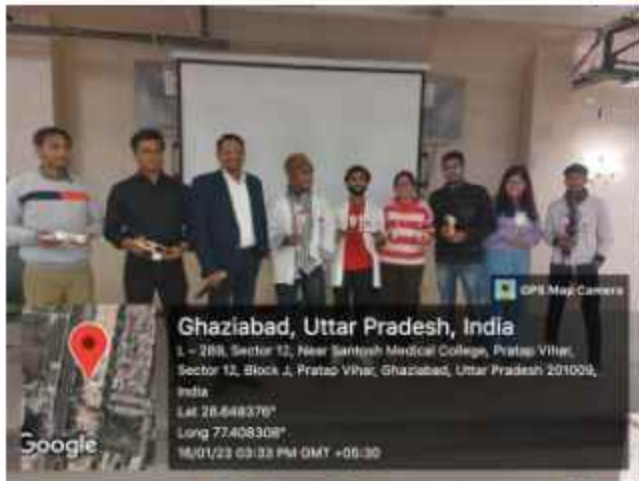 GPS Map Camera
Ghaziabad, Uttar Pradesh, India
L – 289, Sector 12, Near Santosh Medical College, Pratap Vihar,
Sector 12, Block J, Pratap Vihar, Ghaziabad, Uttar Pradesh 201009,
India
Lat 28.648376°
Long 77.408308°
16/01/23 03:33 PM GMT +05:30
Google